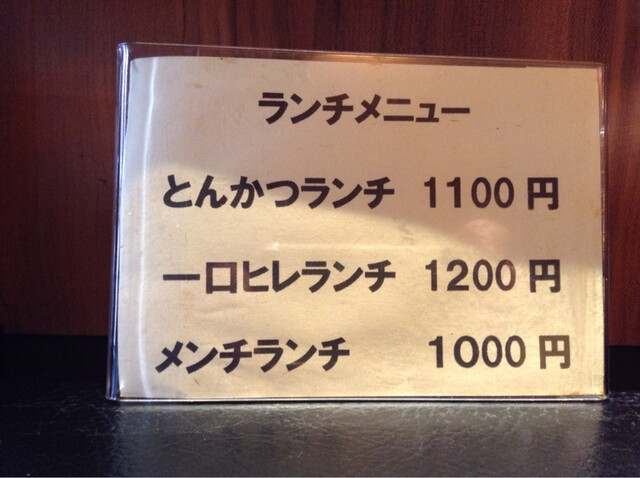 ランチメニュー
とんかつランチ 1100円
一口ヒレランチ 1200円
メンチランチ 1000円